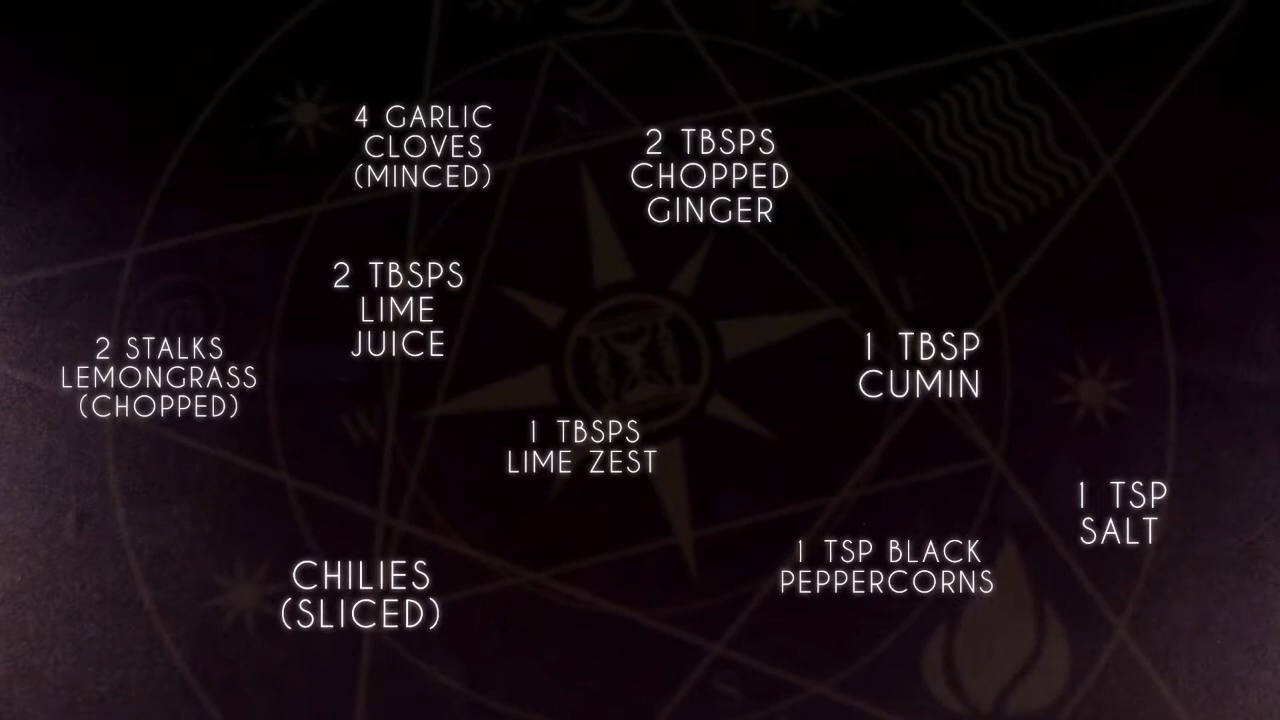 4 GARLIC
CLOVES
(MINCED)
2 TBSPS
CHOPPED
GINGER
2 TBSPS
LIME
JUICE
2 STALKS
LEMONGRASS
(CHOPPED)
1 TBSP
CUMIN
1 TBSPS
LIME ZEST
1 TSP
SALT
1 TSP BLACK
PEPPERCORNS
CHILIES
(SLICED)
N
E
W
S